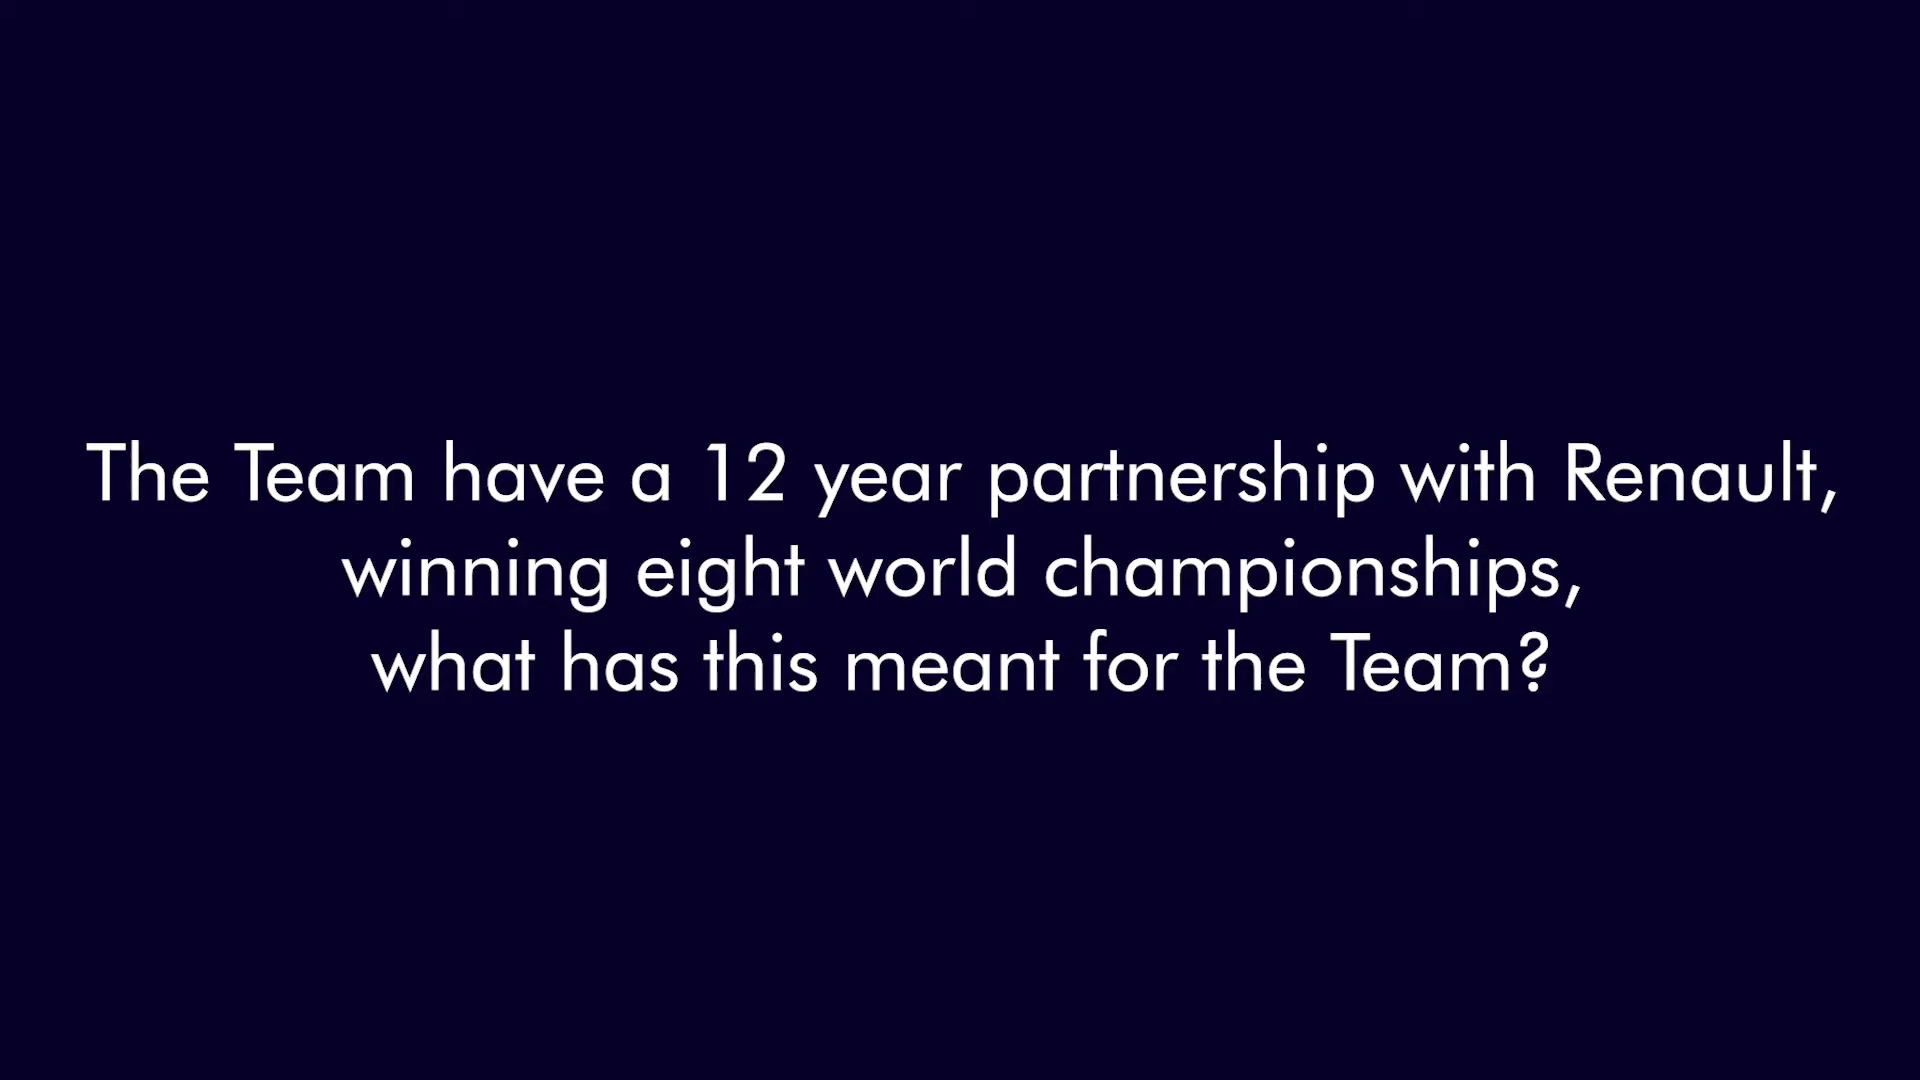 The Team have a 12 year partnership with Renault,
winning eight world championships,
what has this meant for the Team?